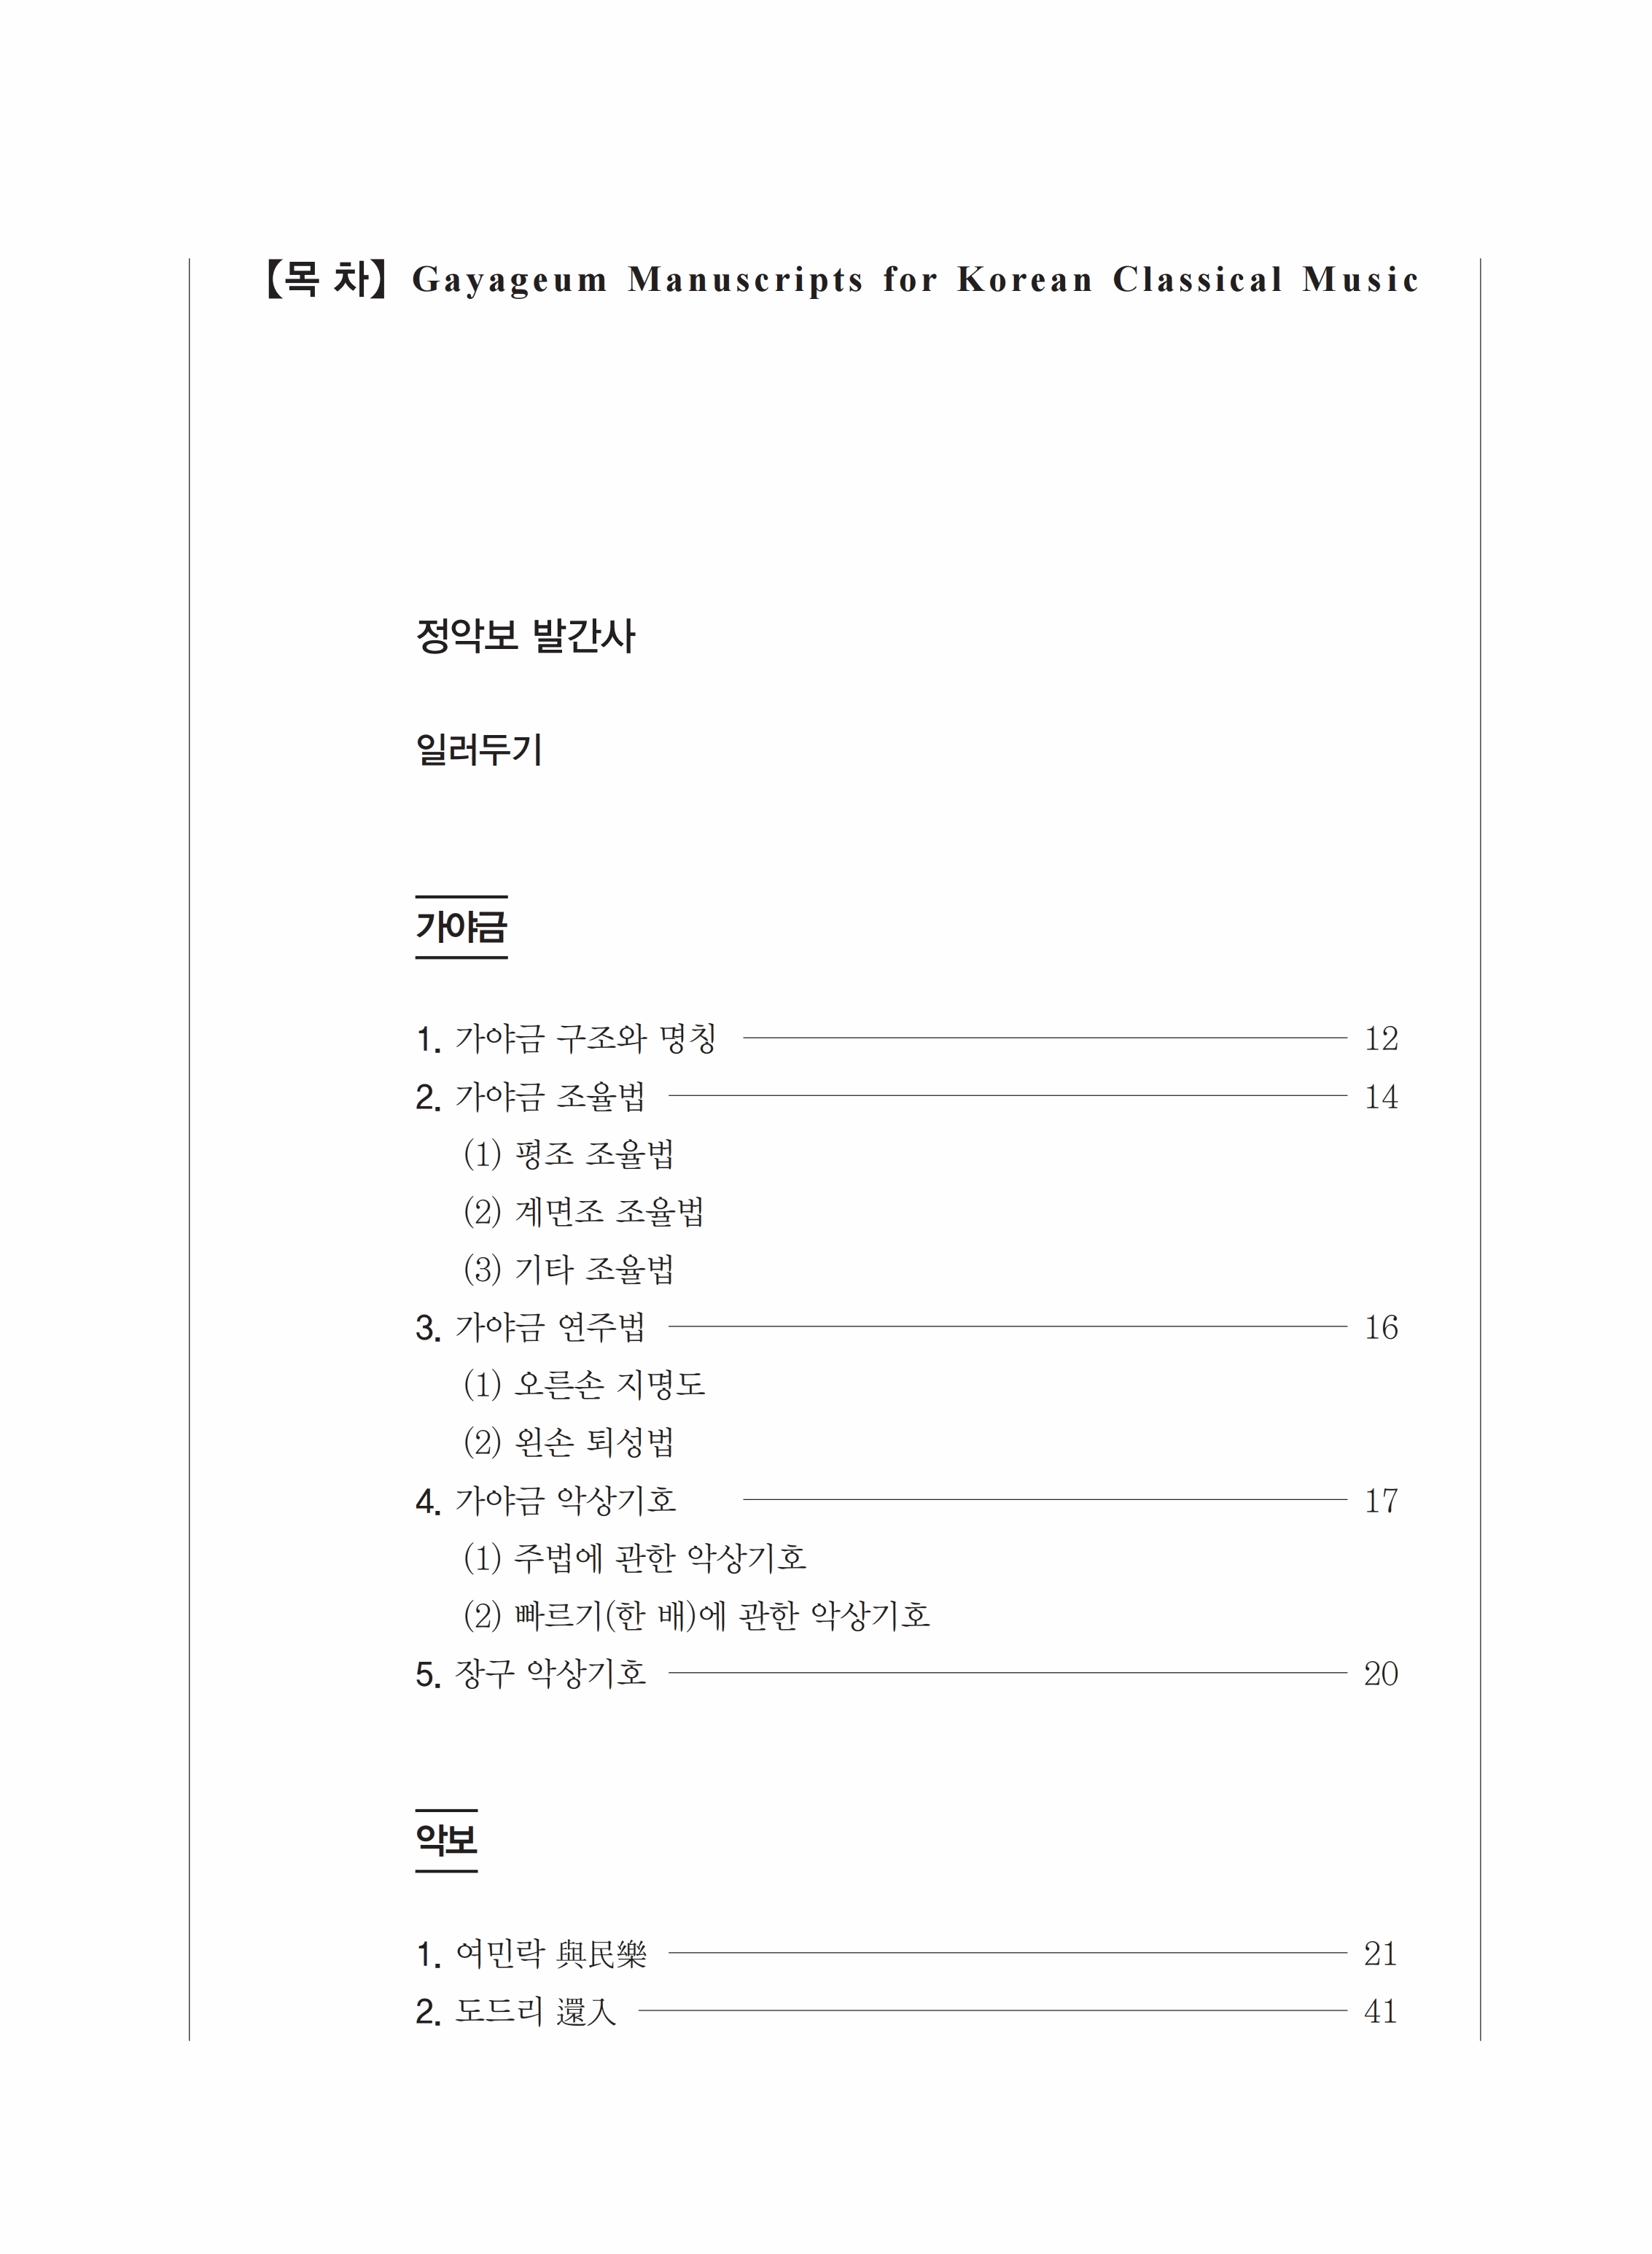 【목 차】 Gayageum Manuscripts for Korean Classical Music
정악보 발간사
일러두기
가야금
1. 가야금 구조와 명칭 12
2. 가야금 조율법 14
(1) 평조 조율법
(2) 계면조 조율법
(3) 기타 조율법
3. 가야금 연주법 16
(1) 오른손 지명도
(2) 왼손 퇴성법
4. 가야금 악상기호 17
(1) 주법에 관한 악상기호
(2) 빠르기(한 배)에 관한 악상기호
5. 장구 악상기호 20
악보
1. 여민락 與民樂 21
2. 도드리 還入 41